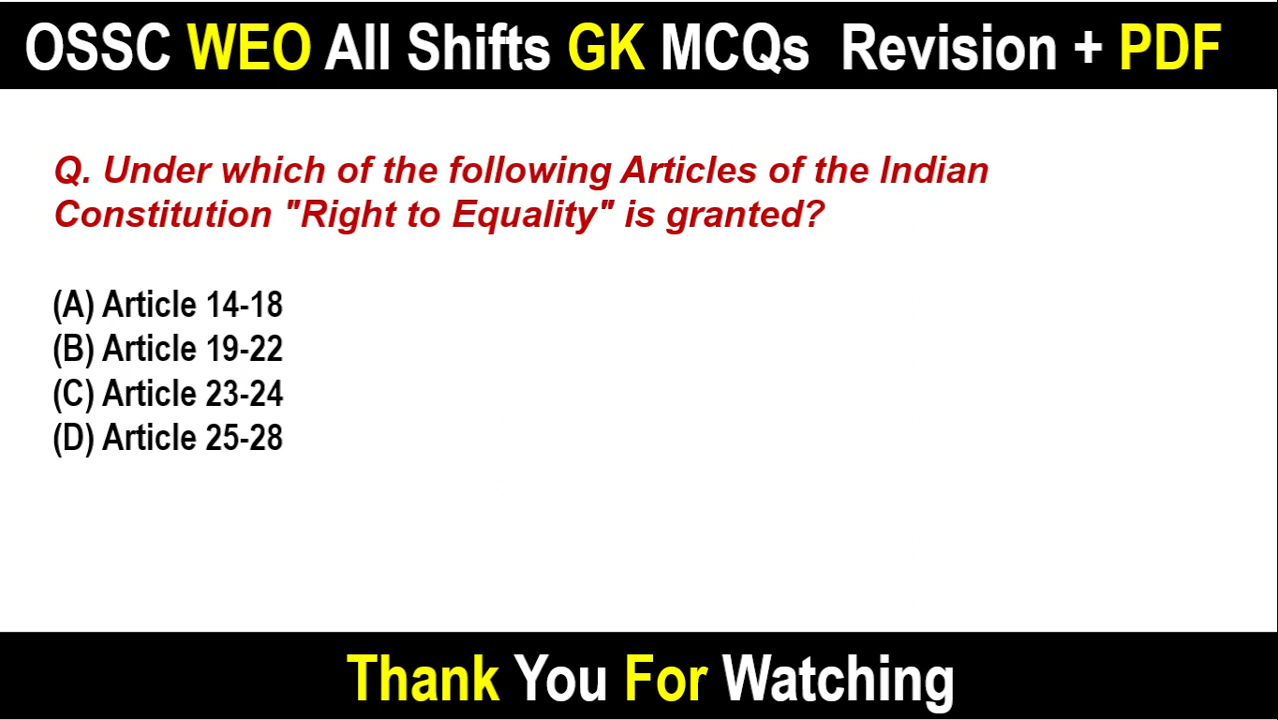 OSSC WEO All Shifts GK MCQs Revision + PDF
Q. Under which of the following Articles of the Indian
Constitution "Right to Equality" is granted?
(A) Article 14-18
(B) Article 19-22
(C) Article 23-24
(D) Article 25-28
Thank You For Watching